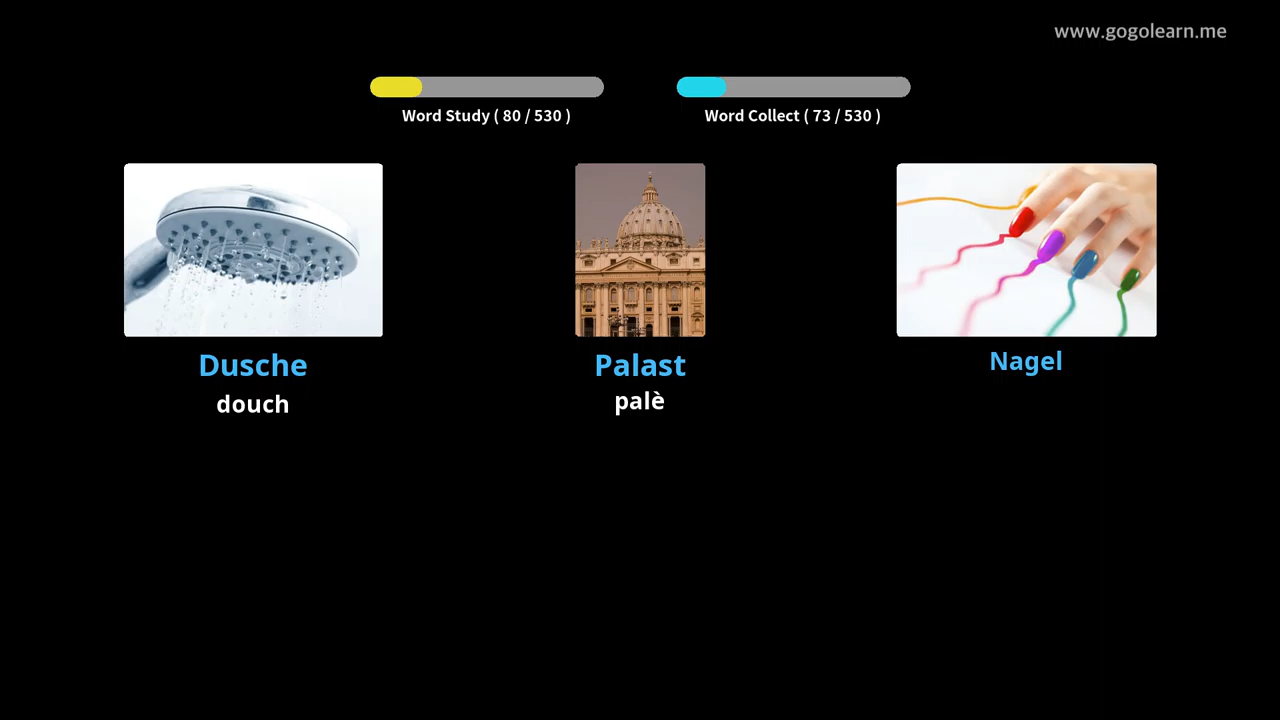 www.gogolearn.me
Word Study ( 80 / 530 )
Word Collect ( 73 / 530 )
Dusche
douch
Palast
palè
Nagel